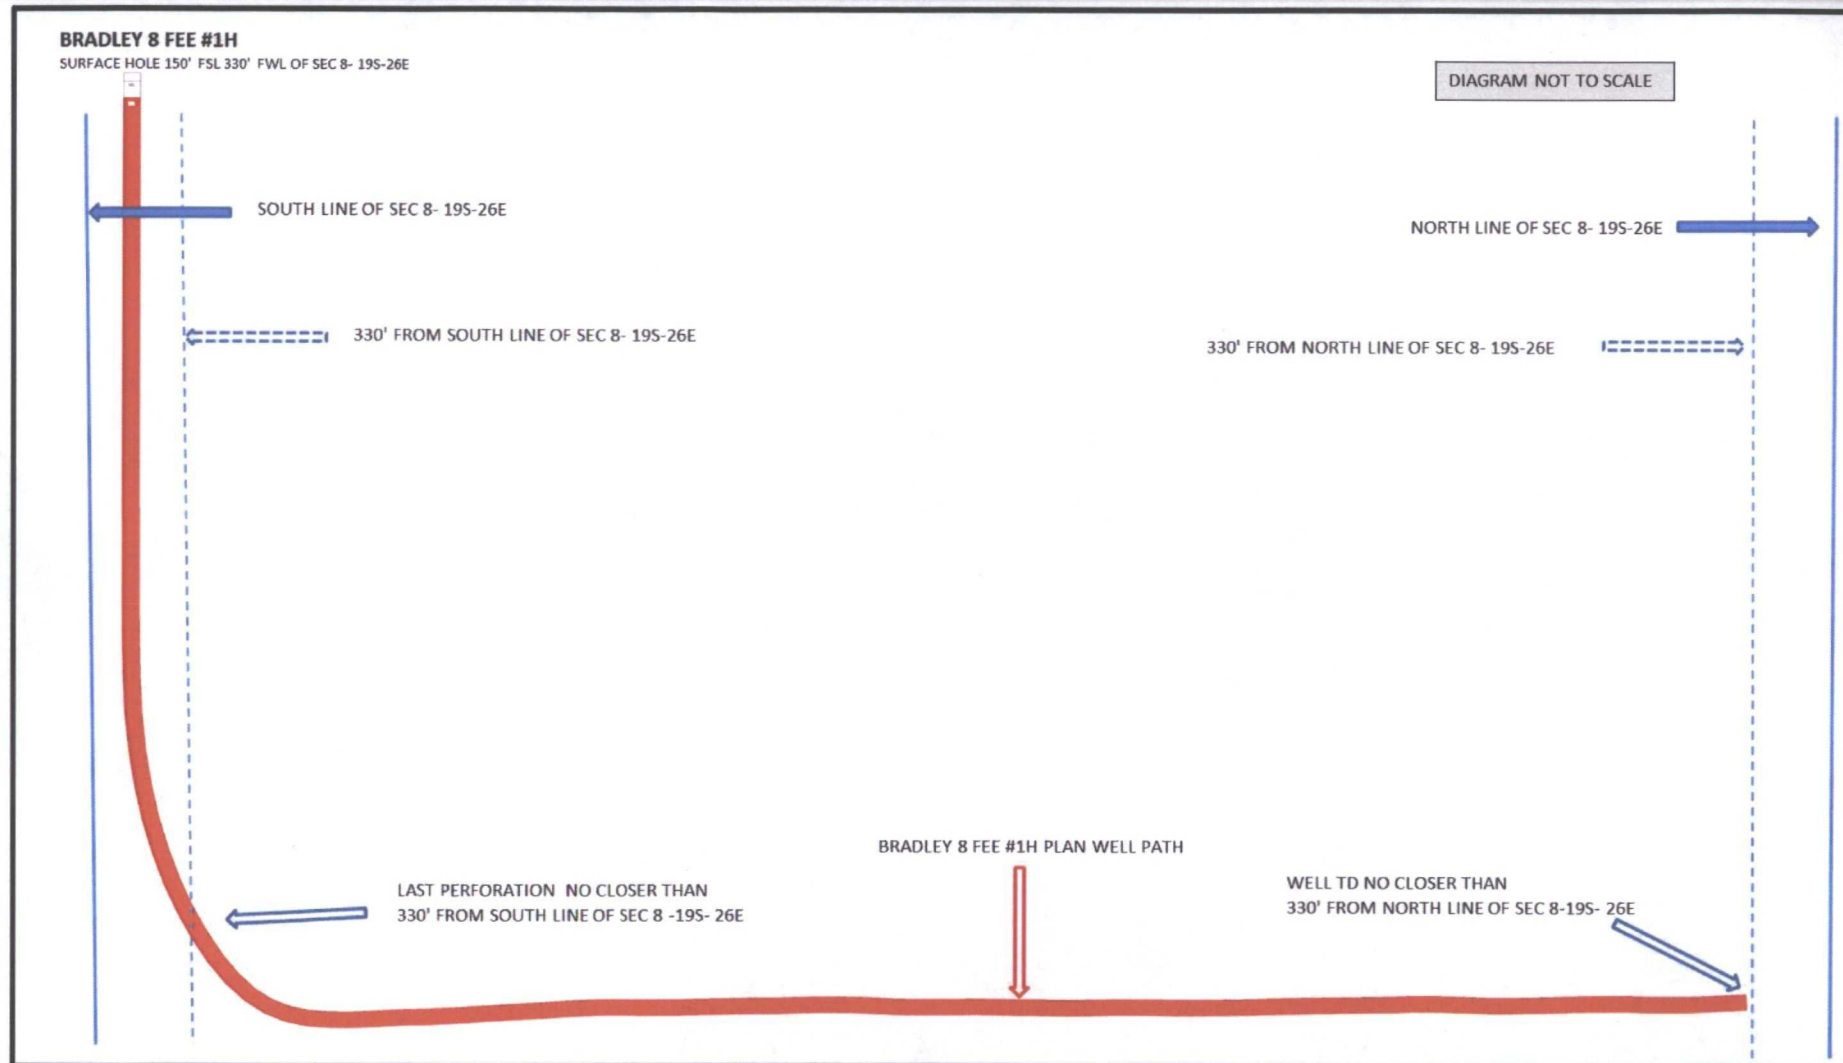 BRADLEY 8 FEE #1H
SURFACE HOLE 150' FSL 330' FWL OF SEC 8- 19S-26E
DIAGRAM NOT TO SCALE
SOUTH LINE OF SEC 8- 19S-26E
NORTH LINE OF SEC 8- 19S-26E
330' FROM SOUTH LINE OF SEC 8- 19S-26E
330' FROM NORTH LINE OF SEC 8- 19S-26E
BRADLEY 8 FEE #1H PLAN WELL PATH
LAST PERFORATION NO CLOSER THAN
330' FROM SOUTH LINE OF SEC 8 -19S- 26E
WELL TD NO CLOSER THAN
330' FROM NORTH LINE OF SEC 8-19S- 26E